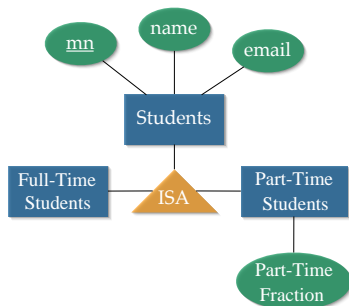 mn
name
email
Students
Full-Time
Students
ISA
Part-Time
Students
Part-Time
Fraction